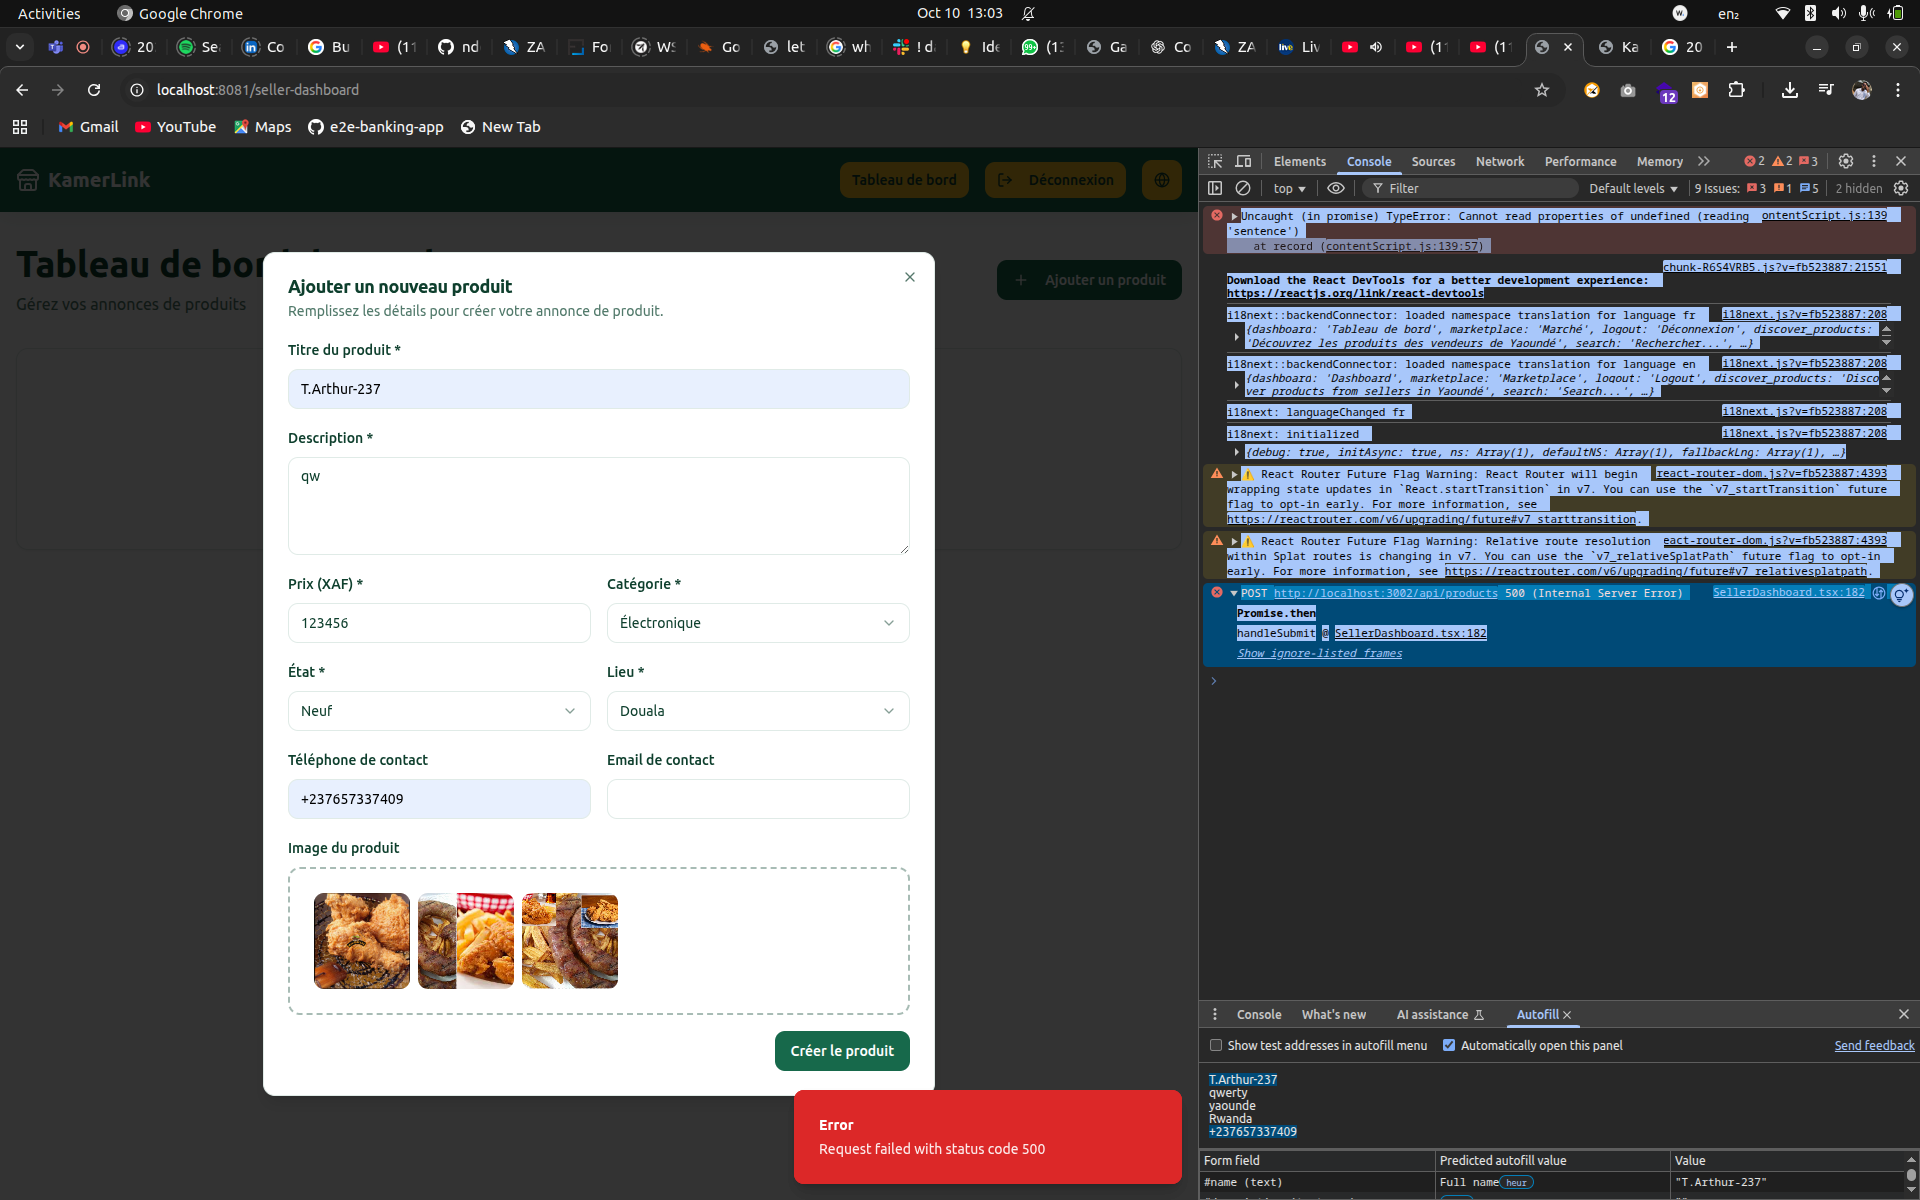 Activities
Google Chrome
Oct 10 13:03
en₂
20
Se
Co
Bu
(11
nd
ZA
Fo
WS
Go
let
wh
! d
Ide
(1
Ga
Co
ZA
Liv
(11
(11
Ka
20
localhost:8081/seller-dashboard
12
Gmail
YouTube
Maps
e2e-banking-app
New Tab
KamerLink
Tableau de bord
Déconnexion
Tableau de bor
Gérez vos annonces de produits
Ajouter un produit
Ajouter un nouveau produit
Remplissez les détails pour créer votre annonce de produit.
Titre du produit *
T.Arthur-237
Description *
qw
Prix (XAF) *
Catégorie *
123456
Électronique
État *
Lieu *
Neuf
Douala
Téléphone de contact
Email de contact
+237657337409
Image du produit
Créer le produit
Error
Request failed with status code 500
Elements
Console
Sources
Network
Performance
Memory
2
2
3
top
Filter
Default levels
9 Issues:
3
1
5
2 hidden
Uncaught (in promise) TypeError: Cannot read properties of undefined (reading
ontentScript.js:139
'sentence')
at record (contentScript.js:139:57)
chunk-R6S4VRB5.js?v=fb523887:21551
Download the React DevTools for a better development experience:
https://reactjs.org/link/react-devtools
i18next::backendConnector: loaded namespace translation for language fr
i18next.js?v=fb523887:208
{dashboard: 'Tableau de bord', marketplace: 'Marché', logout: 'Déconnexion', discover_products:
'Découvrez les produits des vendeurs de Yaoundé', search: 'Rechercher...', …}
i18next::backendConnector: loaded namespace translation for language en
i18next.js?v=fb523887:208
{dashboard: 'Dashboard', marketplace: 'Marketplace', logout: 'Logout', discover_products: 'Disco
ver products from sellers in Yaoundé', search: 'Search...', …}
i18next: languageChanged fr
i18next.js?v=fb523887:208
i18next: initialized
i18next.js?v=fb523887:208
{debug: true, initAsync: true, ns: Array(1), defaultNS: Array(1), fallbackLng: Array(1), …}
⚠️ React Router Future Flag Warning: React Router will begin
react-router-dom.js?v=fb523887:4393
wrapping state updates in `React.startTransition` in v7. You can use the `v7_startTransition` future
flag to opt-in early. For more information, see
https://reactrouter.com/v6/upgrading/future#v7_starttransition.
⚠️ React Router Future Flag Warning: Relative route resolution
eact-router-dom.js?v=fb523887:4393
within Splat routes is changing in v7. You can use the `v7_relativeSplatPath` future flag to opt-in
early. For more information, see https://reactrouter.com/v6/upgrading/future#v7_relativesplatpath.
POST http://localhost:3002/api/products 500 (Internal Server Error)
SellerDashboard.tsx:182
Promise.then
handleSubmit @ SellerDashboard.tsx:182
Show ignore-listed frames
Console
What's new
AI assistance
Autofill
Show test addresses in autofill menu
Automatically open this panel
Send feedback
T.Arthur-237
qwerty
yaounde
Rwanda
+237657337409
Form field
Predicted autofill value
Value
#name (text)
Full name heur
"T.Arthur-237"